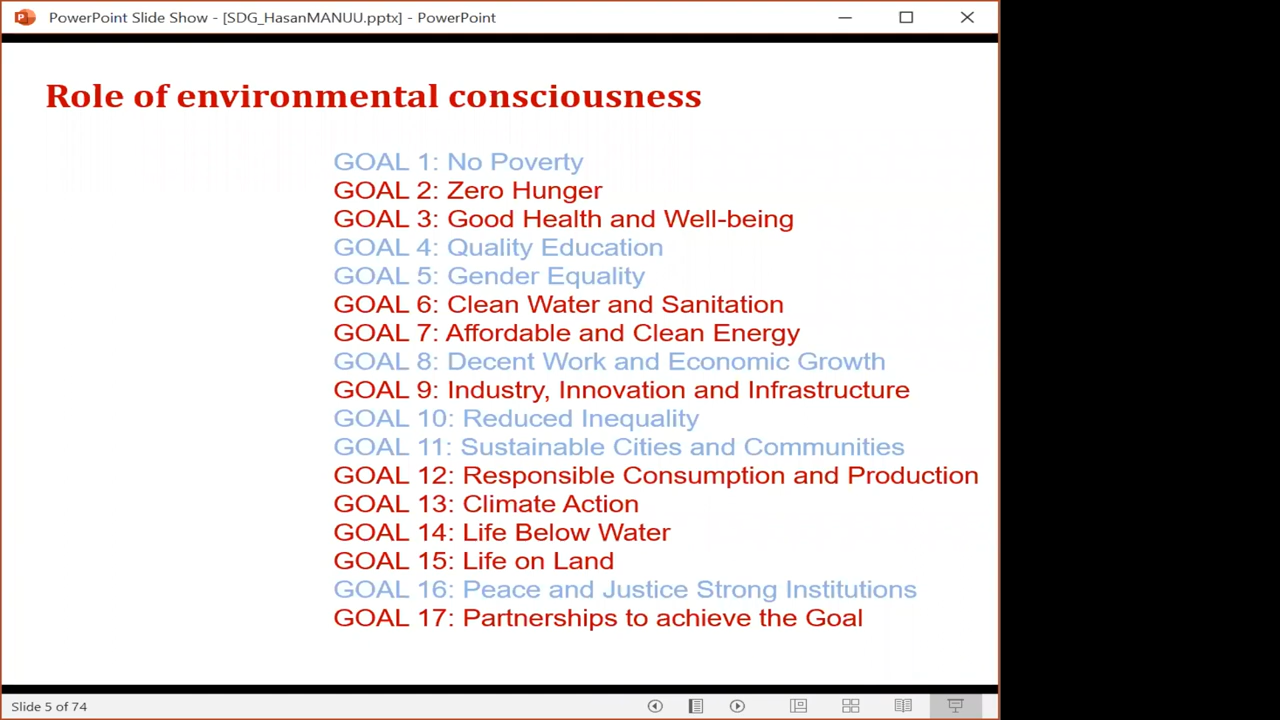 PowerPoint Slide Show - [SDG_HasanMANUU.pptx] - PowerPoint
Role of environmental consciousness
GOAL 1: No Poverty
GOAL 2: Zero Hunger
GOAL 3: Good Health and Well-being
GOAL 4: Quality Education
GOAL 5: Gender Equality
GOAL 6: Clean Water and Sanitation
GOAL 7: Affordable and Clean Energy
GOAL 8: Decent Work and Economic Growth
GOAL 9: Industry, Innovation and Infrastructure
GOAL 10: Reduced Inequality
GOAL 11: Sustainable Cities and Communities
GOAL 12: Responsible Consumption and Production
GOAL 13: Climate Action
GOAL 14: Life Below Water
GOAL 15: Life on Land
GOAL 16: Peace and Justice Strong Institutions
GOAL 17: Partnerships to achieve the Goal
Slide 5 of 74